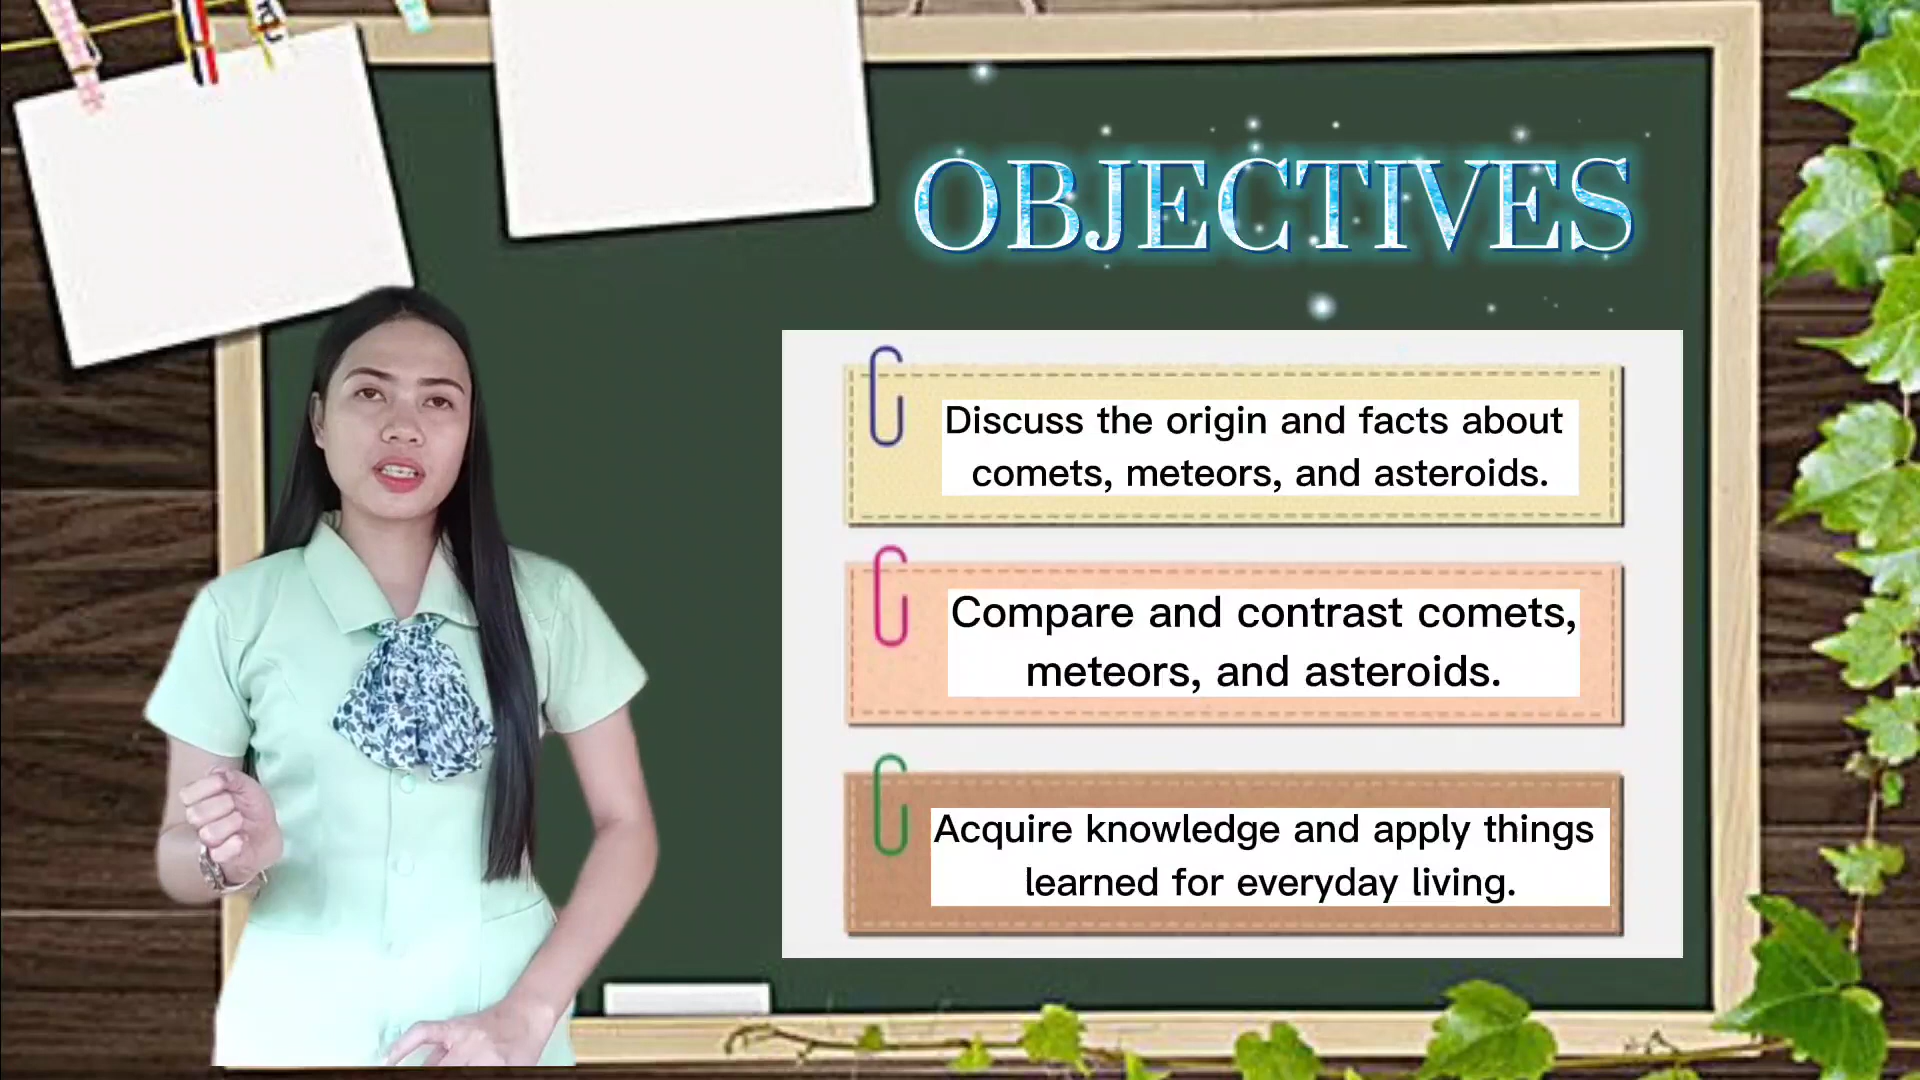 OBJECTIVES
Discuss the origin and facts about
comets, meteors, and asteroids.
Compare and contrast comets,
meteors, and asteroids.
Acquire knowledge and apply things
learned for everyday living.